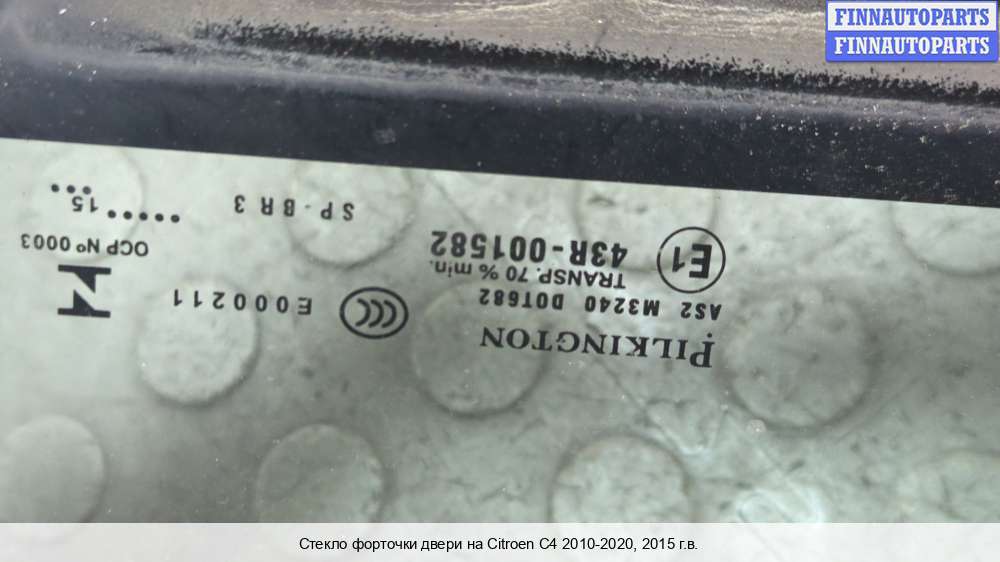 FINNAUTOPARTS
FINNAUTOPARTS
PILKINGTON
AS2 M3240 DOT682
TRANSP. 70 % min.
43R-001582
E1
CCC
E000211
SP-BR 3
OCP Nº 0003
......15
...
Стекло форточки двери на Citroen C4 2010-2020, 2015 г.в.